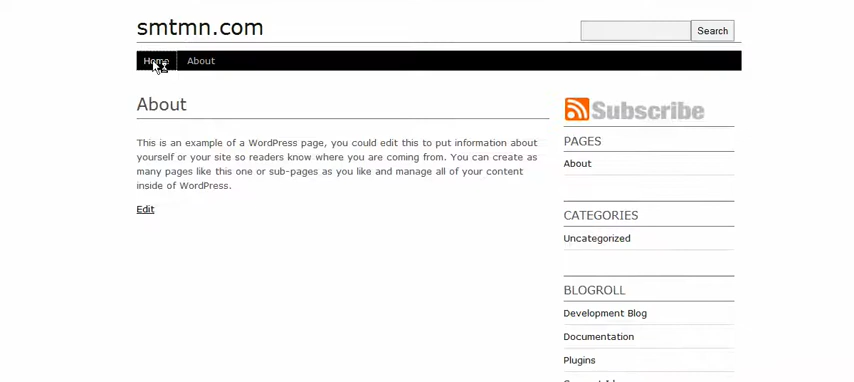 smtmn.com
Search
Home
About
About
This is an example of a WordPress page, you could edit this to put information about
yourself or your site so readers know where you are coming from. You can create as
many pages like this one or sub-pages as you like and manage all of your content
inside of WordPress.
Edit
Subscribe
PAGES
About
CATEGORIES
Uncategorized
BLOGROLL
Development Blog
Documentation
Plugins